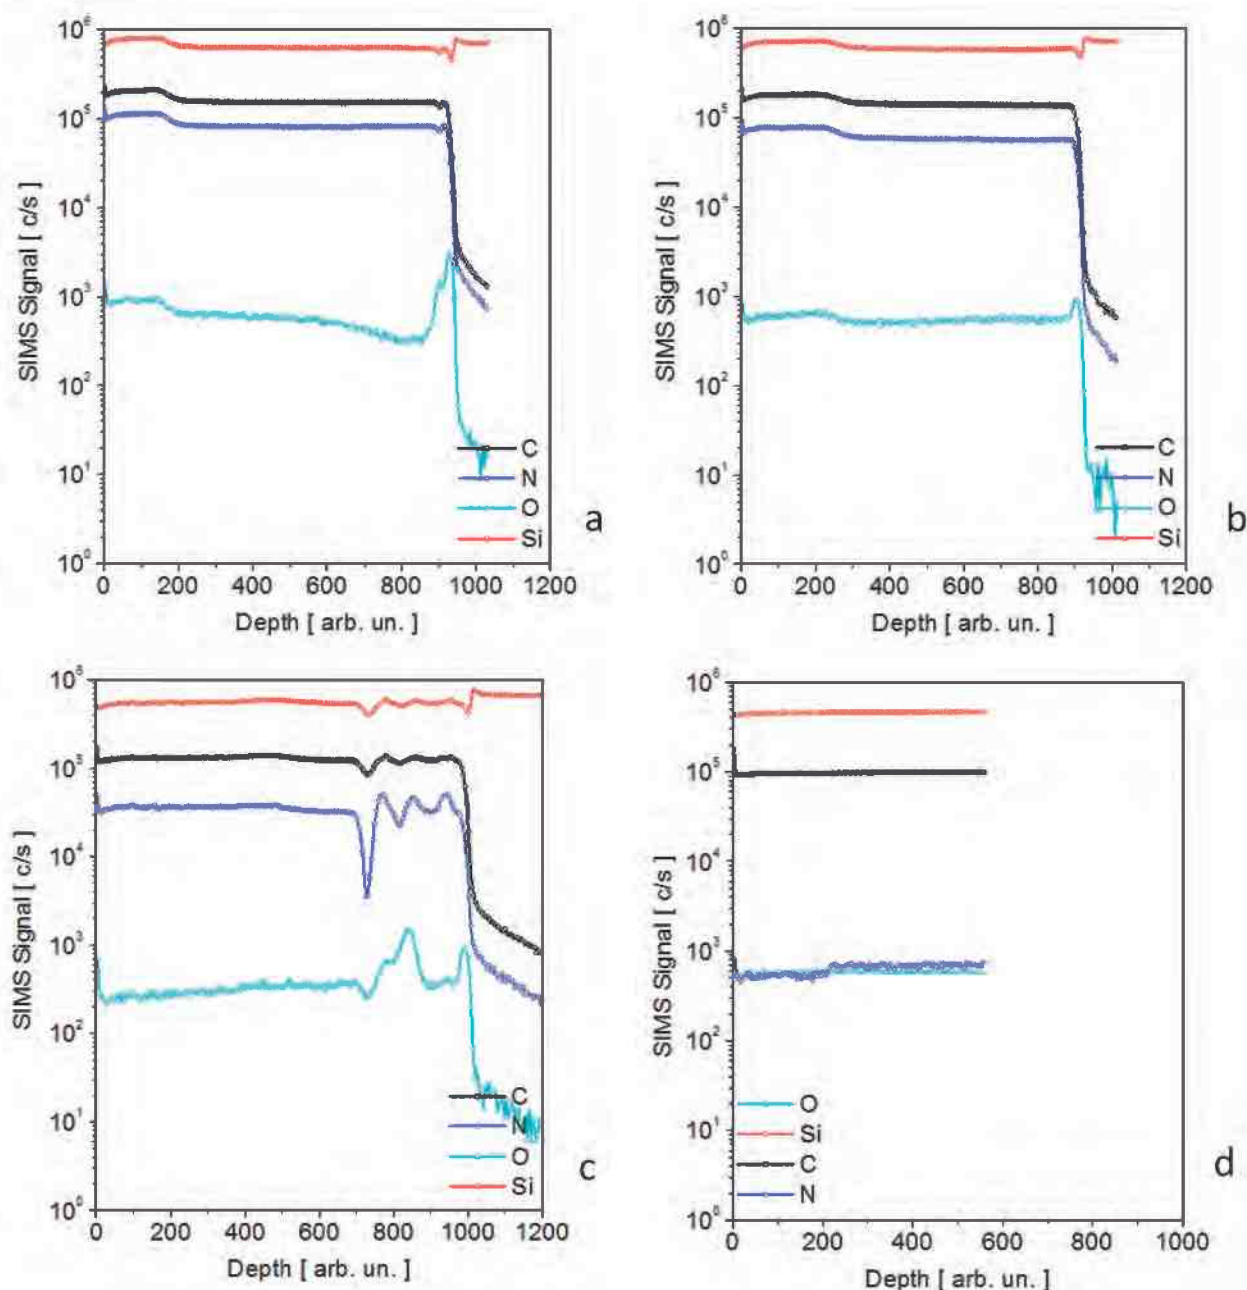 10⁶
10⁵
10⁴
10³
10²
10¹
10⁰
SIMS Signal [ c/s ]
C
N
O
Si
a
0 200 400 600 800 1000 1200
Depth [ arb. un. ]
10⁶
10⁵
10⁴
10³
10²
10¹
10⁰
SIMS Signal [ c/s ]
C
N
O
Si
b
0 200 400 600 800 1000 1200
Depth [ arb. un. ]
10⁶
10⁵
10⁴
10³
10²
10¹
10⁰
SIMS Signal [ c/s ]
C
N
O
Si
c
0 200 400 600 800 1000 1200
Depth [ arb. un. ]
10⁶
10⁵
10⁴
10³
10²
10¹
10⁰
SIMS Signal [ c/s ]
O
Si
C
N
d
0 200 400 600 800 1000
Depth [ arb. un. ]